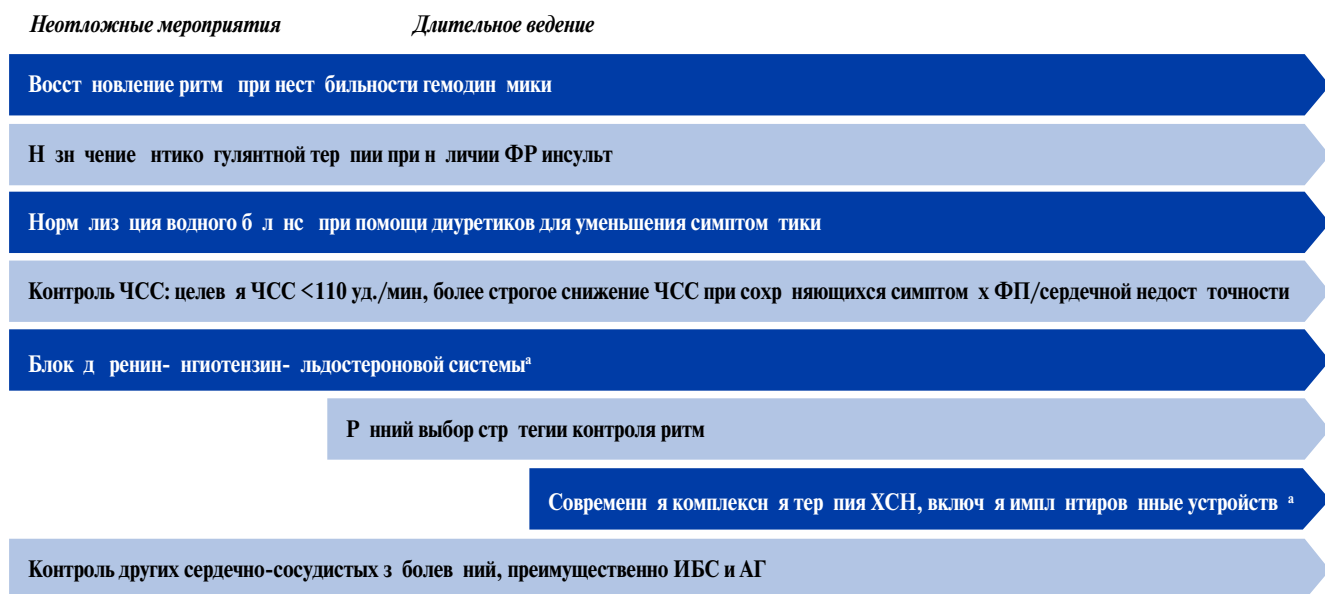 Неотложные мероприятия
Длительное ведение
Восст новление ритм при нест бильности гемодин мики
Н зн чение нтико гулянтной тер пии при н личии ФР инсульт
Норм лиз ция водного б л нс при помощи диуретиков для уменьшения симптом тики
Контроль ЧСС: целев я ЧСС <110 уд./мин, более строгое снижение ЧСС при сохр няющихся симптом х ФП/сердечной недост точности
Блок д ренин- нгиотензин- льдостероновой системыᵃ
Р нний выбор стр тегии контроля ритм
Современн я комплексн я тер пия ХСН, включ я импл нтиров нные устройств ᵃ
Контроль других сердечно-сосудистых з болев ний, преимущественно ИБС и АГ